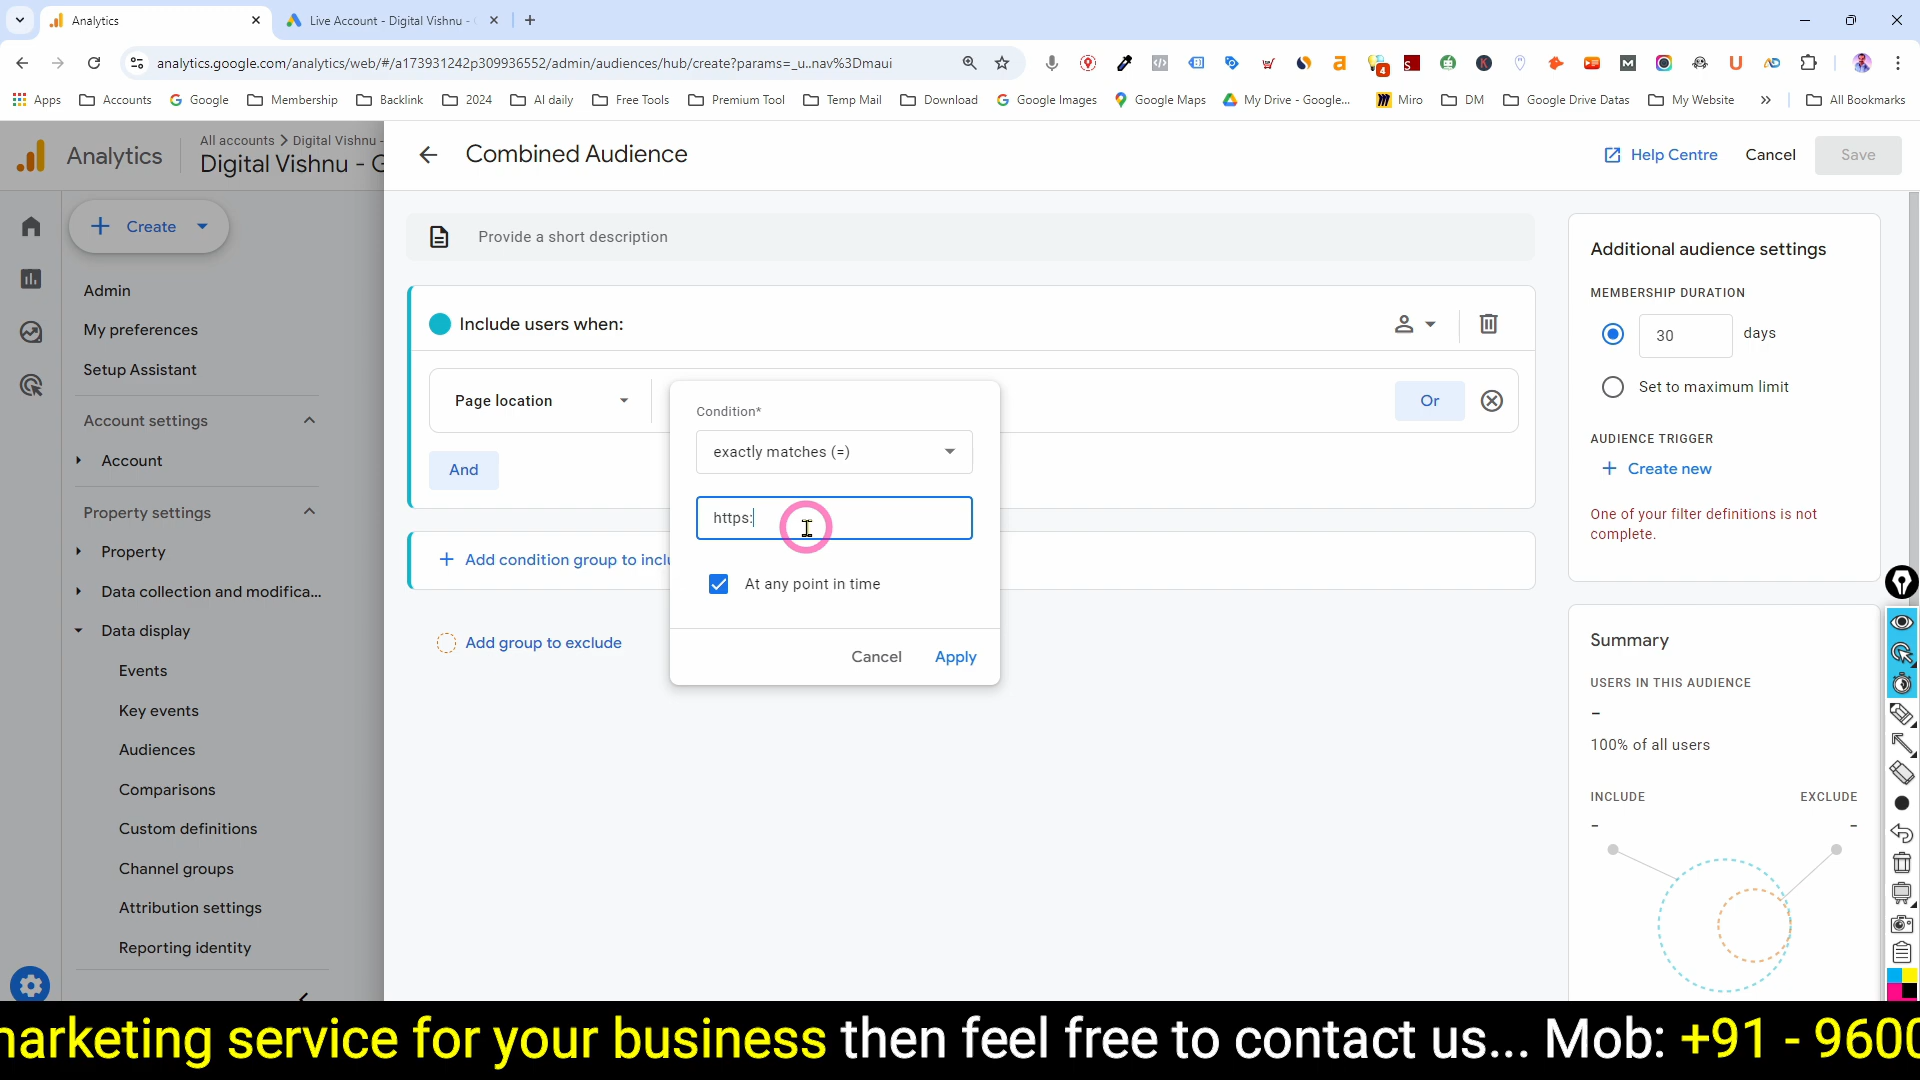 Analytics
Live Account - Digital Vishnu -
analytics.google.com/analytics/web/#/a173931242p309936552/admin/audiences/hub/create?params=_u..nav%3Dmaui
4
Apps
Accounts
Google
Membership
Backlink
2024
AI daily
Free Tools
Premium Tool
Temp Mail
Download
Google Images
Google Maps
My Drive - Google...
Miro
DM
Google Drive Datas
My Website
All Bookmarks
Analytics
All accounts > Digital Vishnu -
Digital Vishnu - G
Combined Audience
Help Centre
Cancel
Save
Create
Admin
My preferences
Setup Assistant
Account settings
Account
Property settings
Property
Data collection and modifica...
Data display
Events
Key events
Audiences
Comparisons
Custom definitions
Channel groups
Attribution settings
Reporting identity
Provide a short description
Include users when:
Page location
Or
And
+ Add condition group to inclu
Add group to exclude
Condition*
exactly matches (=)
https:
At any point in time
Cancel
Apply
Additional audience settings
MEMBERSHIP DURATION
30 days
Set to maximum limit
AUDIENCE TRIGGER
+ Create new
One of your filter definitions is not
complete.
Summary
USERS IN THIS AUDIENCE
-
100% of all users
INCLUDE
EXCLUDE
-
-
marketing service for your business then feel free to contact us... Mob: +91 - 9600